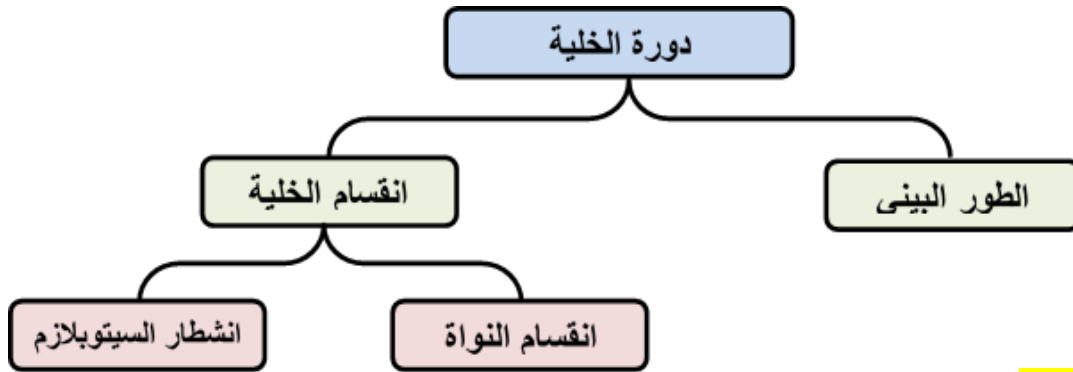 دورة الخلية
الطور البينى
انقسام الخلية
انقسام النواة
انشطار السيتوبلازم